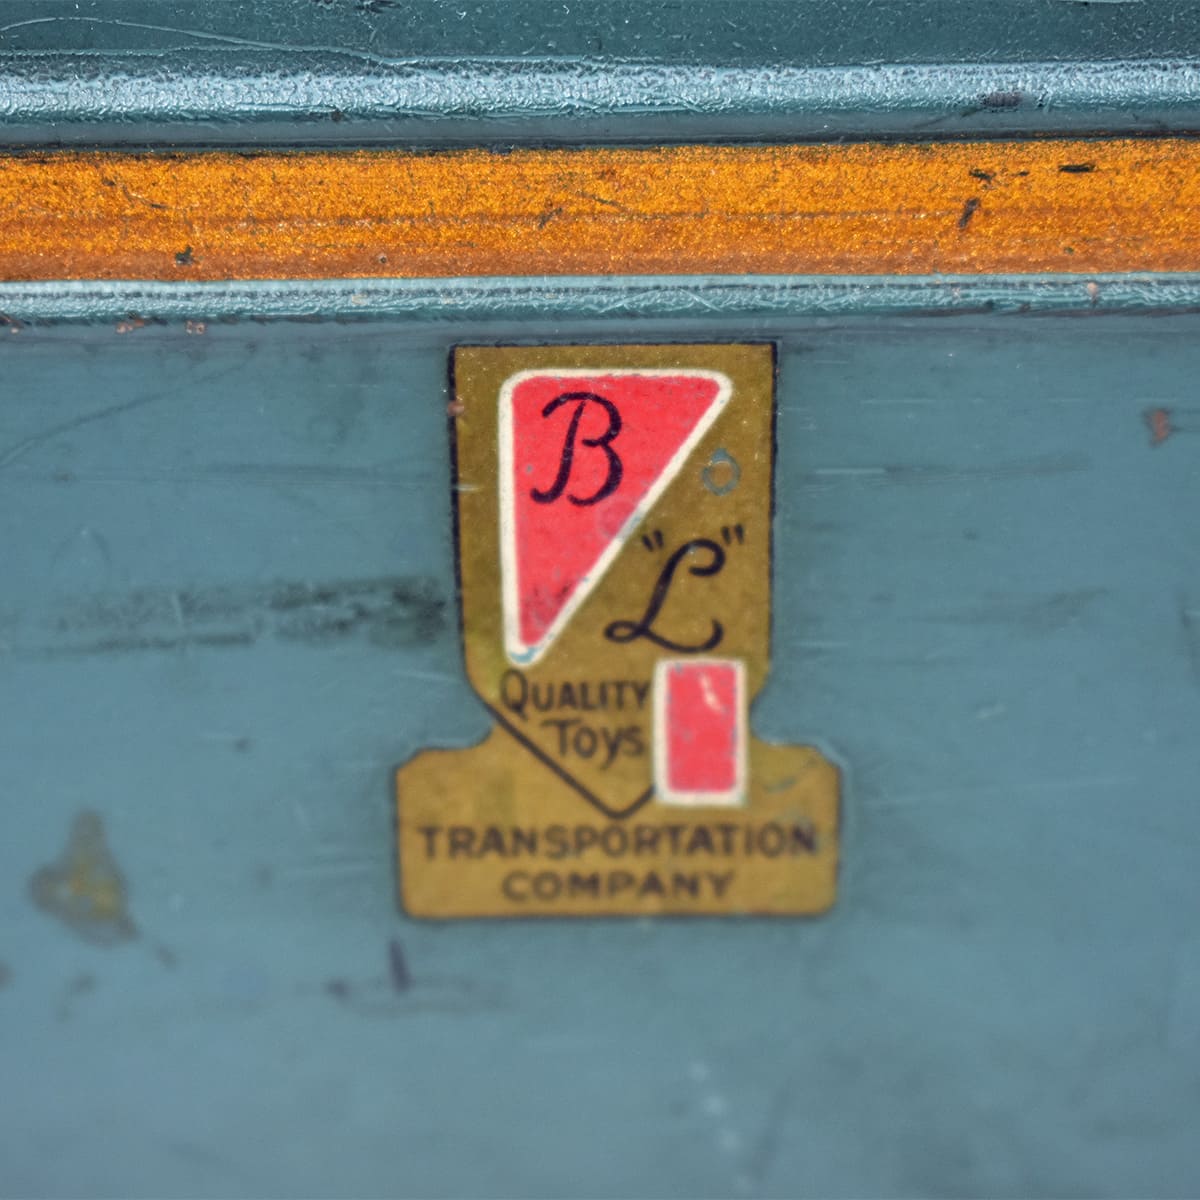 B
"L"
QUALITY
TOYS
TRANSPORTATION
COMPANY